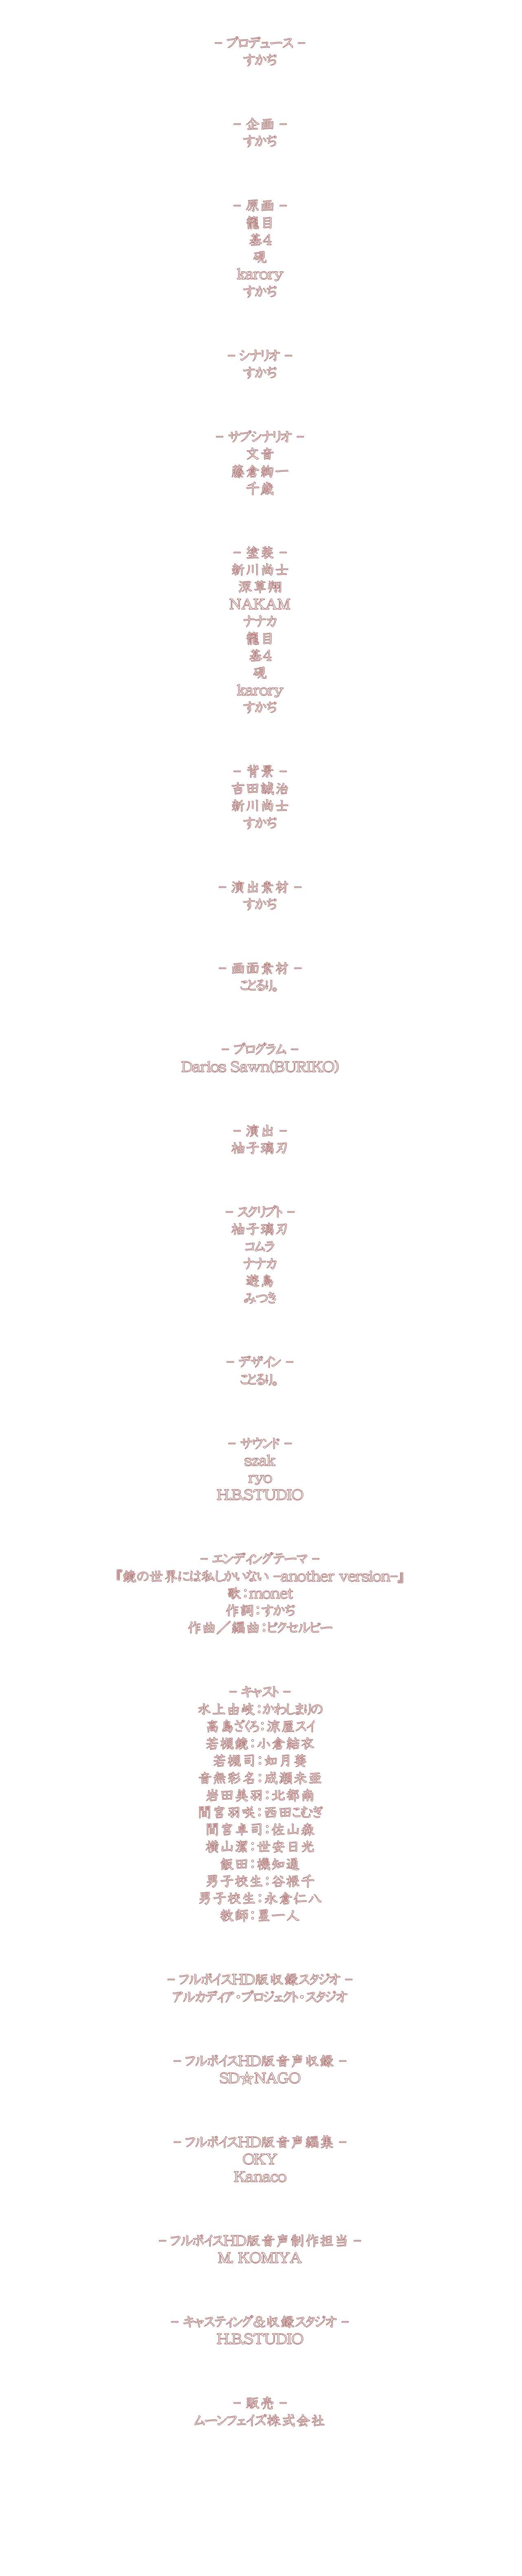 − プロデュース −
すかぢ
− 企画 −
すかぢ
− 原画 −
籠目
基4
硯
karory
すかぢ
− シナリオ −
すかぢ
− サブシナリオ −
文音
藤倉絢一
千歳
− 塗装 −
新川尚士
深草翔
NAKAM
ナナカ
籠目
基4
硯
karory
すかぢ
− 背景 −
吉田誠治
新川尚士
すかぢ
− 演出素材 −
すかぢ
− 画面素材 −
ことるり。
− プログラム −
Darios Sawn(BURIKO)
− 演出 −
柚子璃刃
− スクリプト −
柚子璃刃
コムラ
ナナカ
遊鳥
みつき
− デザイン −
ことるり。
− サウンド −
szak
ryo
H.B.STUDIO
− エンディングテーマ −
『鏡の世界には私しかいない -another version-』
歌：monet
作詞：すかぢ
作曲／編曲：ピクセルビー
− キャスト −
水上由岐：かわしまりの
高島ざくろ：涼屋スイ
若槻鏡：小倉結衣
若槻司：如月葵
音無彩名：成瀬未亜
岩田美羽：北都南
間宮羽咲：西田こむぎ
間宮卓司：佐山森
横山潔：世安日光
飯田：機知通
男子校生：谷椒千
男子校生：永倉仁八
教師：星一人
− フルボイスHD版収録スタジオ −
アルカディア・プロジェクト・スタジオ
− フルボイスHD版音声収録 −
SD☆NAGO
− フルボイスHD版音声編集 −
OKY
Kanaco
− フルボイスHD版音声制作担当 −
M. KOMIYA
− キャスティング＆収録スタジオ −
H.B.STUDIO
− 販売 −
ムーンフェイズ株式会社